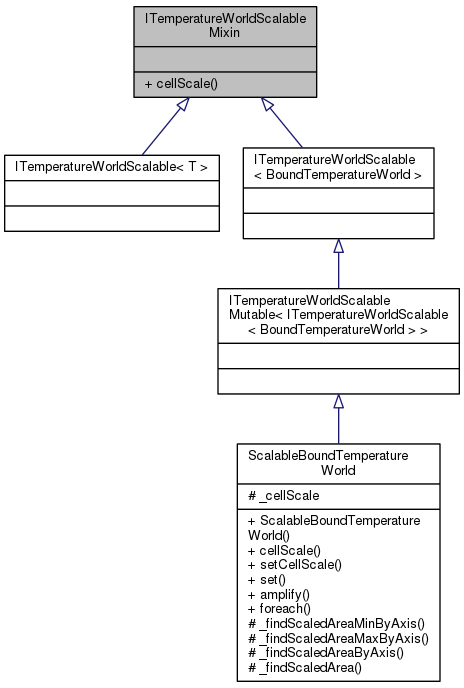 ITemperatureWorldScalable
Mixin
+ cellScale()
ITemperatureWorldScalable< T >
ITemperatureWorldScalable
< BoundTemperatureWorld >
ITemperatureWorldScalable
Mutable< ITemperatureWorldScalable
< BoundTemperatureWorld > >
ScalableBoundTemperature
World
# _cellScale
+ ScalableBoundTemperature
World()
+ cellScale()
+ setCellScale()
+ set()
+ amplify()
+ foreach()
# _findScaledAreaMinByAxis()
# _findScaledAreaMaxByAxis()
# _findScaledAreaByAxis()
# _findScaledArea()